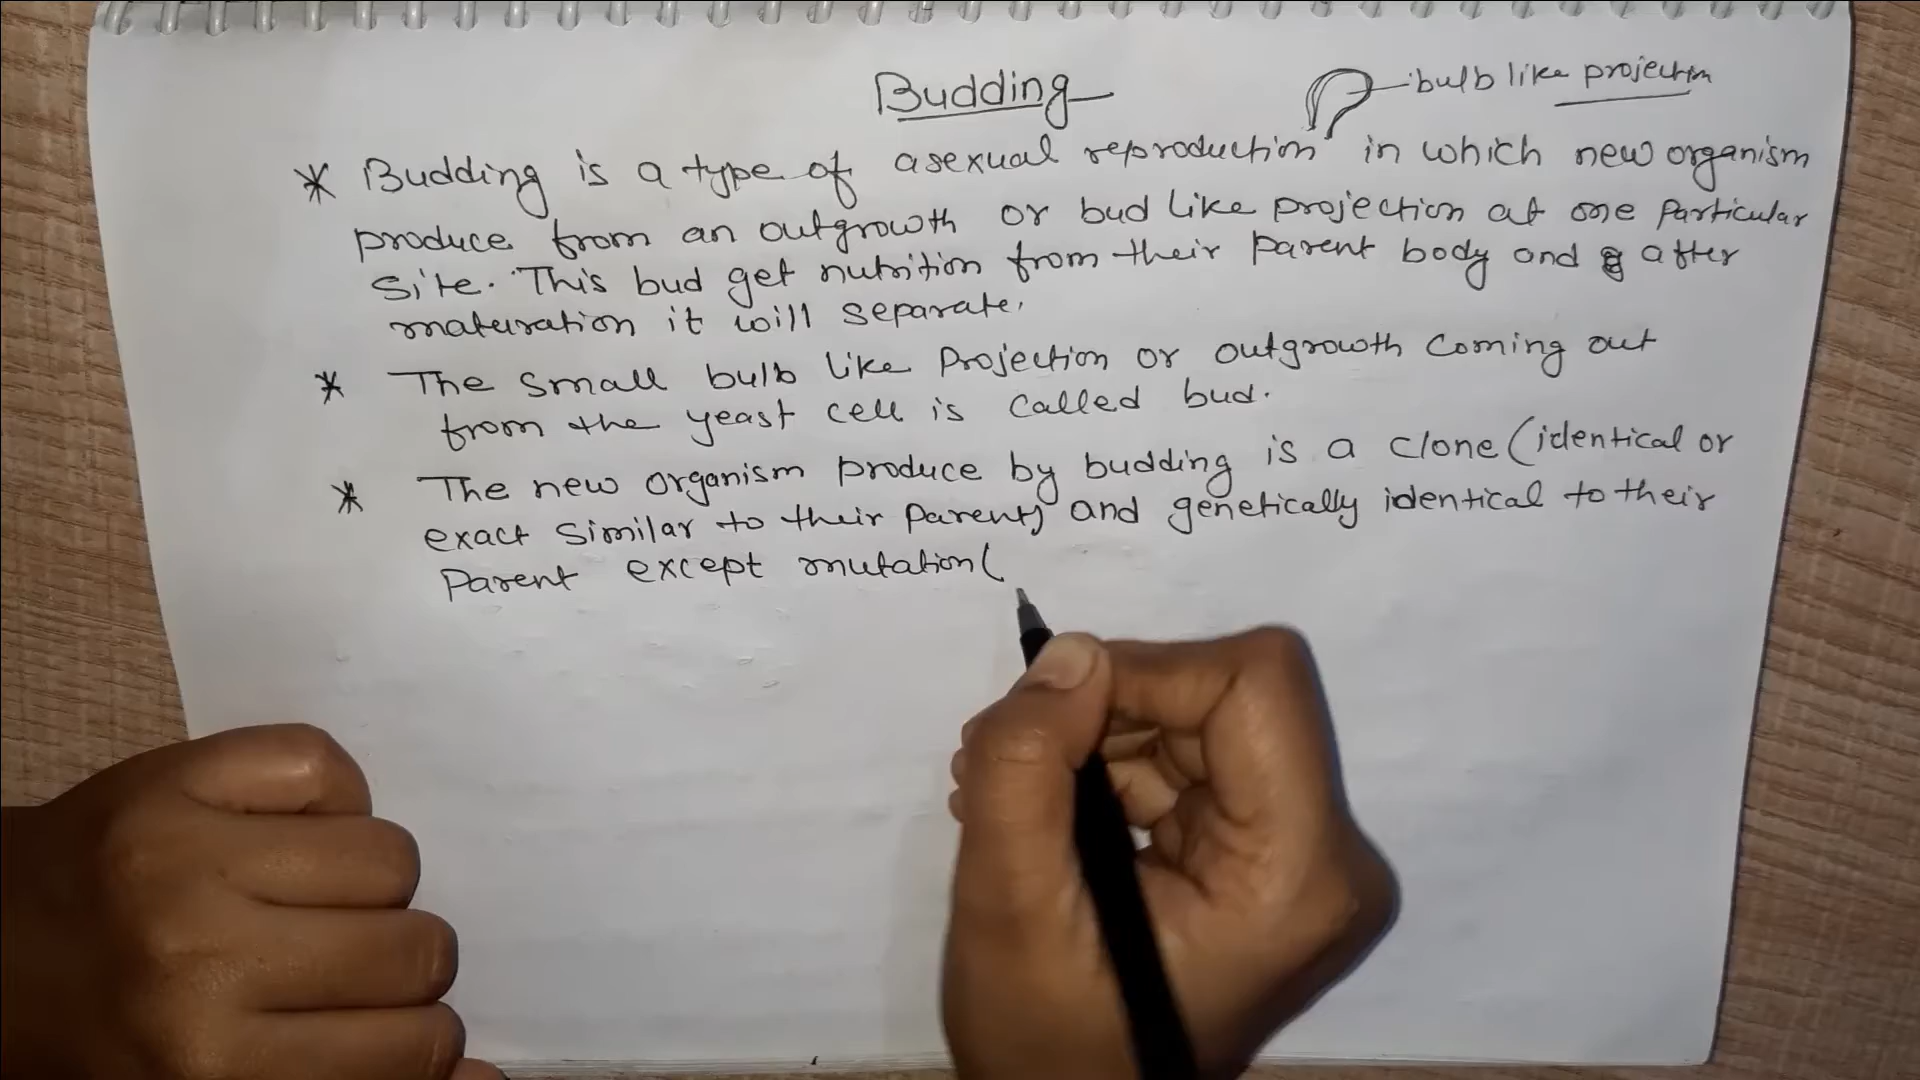 Budding
bulb like projection
* Budding is a type of asexual reproduction in which new organism
produce from an outgrowth or bud like projection at one particular
site. This bud get nutrition from their parent body and after
maturation it will separate.
* The small bulb like projection or outgrowth coming out
from the yeast cell is called bud.
* The new organism produce by budding is a clone (identical or
exact similar to their parent) and genetically identical to their
parent except mutation(